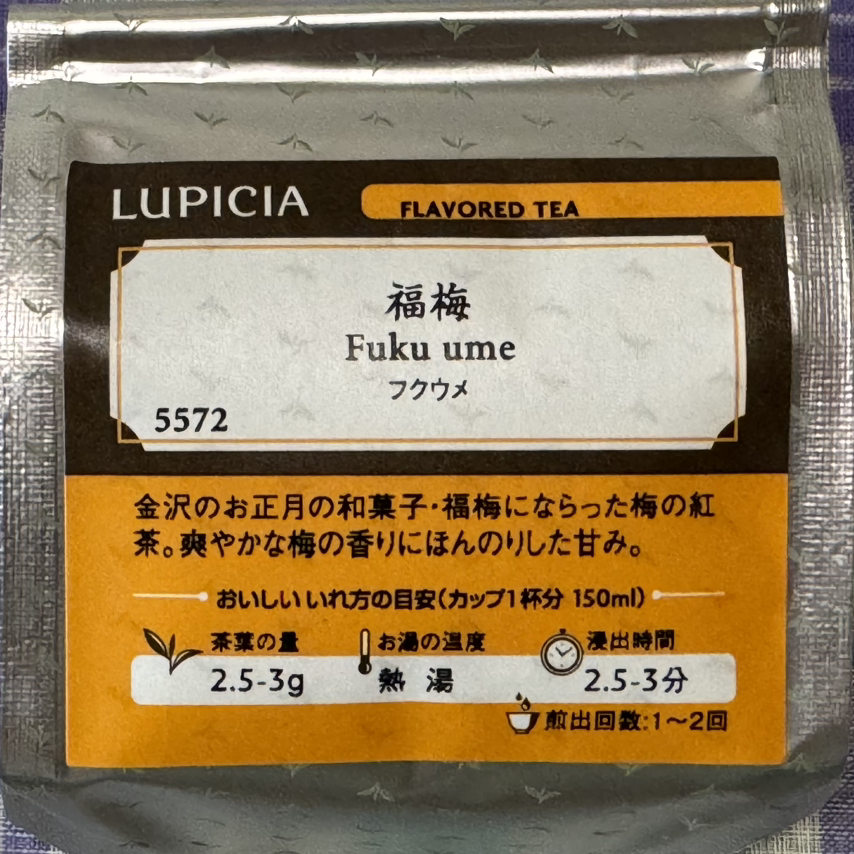 LUPICIA
FLAVORED TEA
福梅
Fuku ume
フクウメ
5572
金沢のお正月の和菓子・福梅にならった梅の紅
茶。爽やかな梅の香りにほんのりした甘み。
おいしいいれ方の目安(カップ1杯分 150ml)
茶葉の量 お湯の温度 浸出時間
2.5-3g 熱湯 2.5-3分
煎出回数:1〜2回